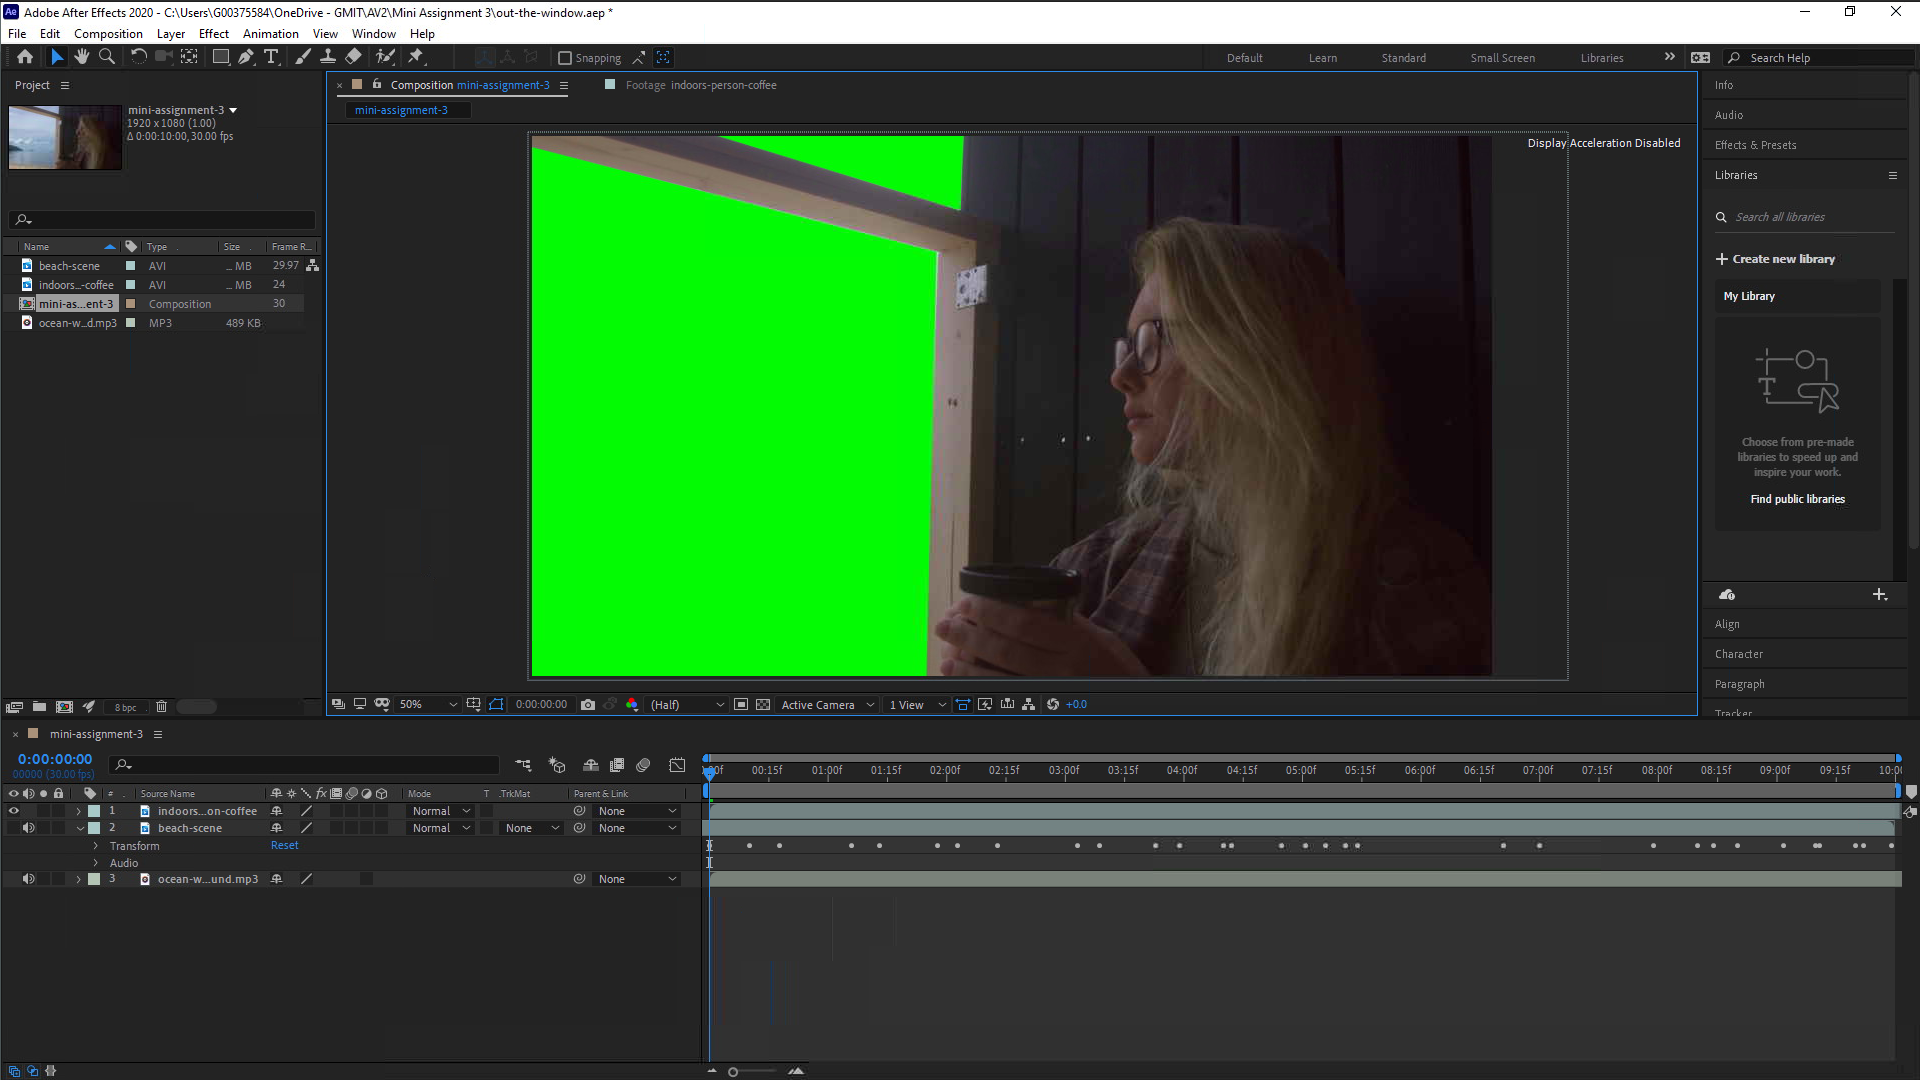 Adobe After Effects 2020 - C:\Users\G00375584\OneDrive - GMIT\AV2\Mini Assignment 3\out-the-window.aep *
File Edit Composition Layer Effect Animation View Window Help
Snapping
Default Learn Standard Small Screen Libraries
Search Help
Project
mini-assignment-3
1920 x 1080 (1.00)
Δ 0:00:10:00, 30.00 fps
Name Type Size Frame R...
beach-scene AVI ... MB 29.97
indoors...-coffee AVI ... MB 24
mini-as...ent-3 Composition 30
ocean-w...d.mp3 MP3 489 KB
8 bpc
Composition mini-assignment-3
Footage indoors-person-coffee
mini-assignment-3
Display Acceleration Disabled
50% 0:00:00:00 (Half) Active Camera 1 View +0.0
Info
Audio
Effects & Presets
Libraries
Search all libraries
Create new library
My Library
Choose from pre-made
libraries to speed up and
inspire your work.
Find public libraries
Align
Character
Paragraph
Tracker
mini-assignment-3
0:00:00:00
00000 (30.00 fps)
:00f 00:15f 01:00f 01:15f 02:00f 02:15f 03:00f 03:15f 04:00f 04:15f 05:00f 05:15f 06:00f 06:15f 07:00f 07:15f 08:00f 08:15f 09:00f 09:15f 10:0
# Source Name fx Mode T .TrkMat Parent & Link
1 indoors...on-coffee Normal None
2 beach-scene Normal None None
Transform Reset
Audio
3 ocean-w...und.mp3 None